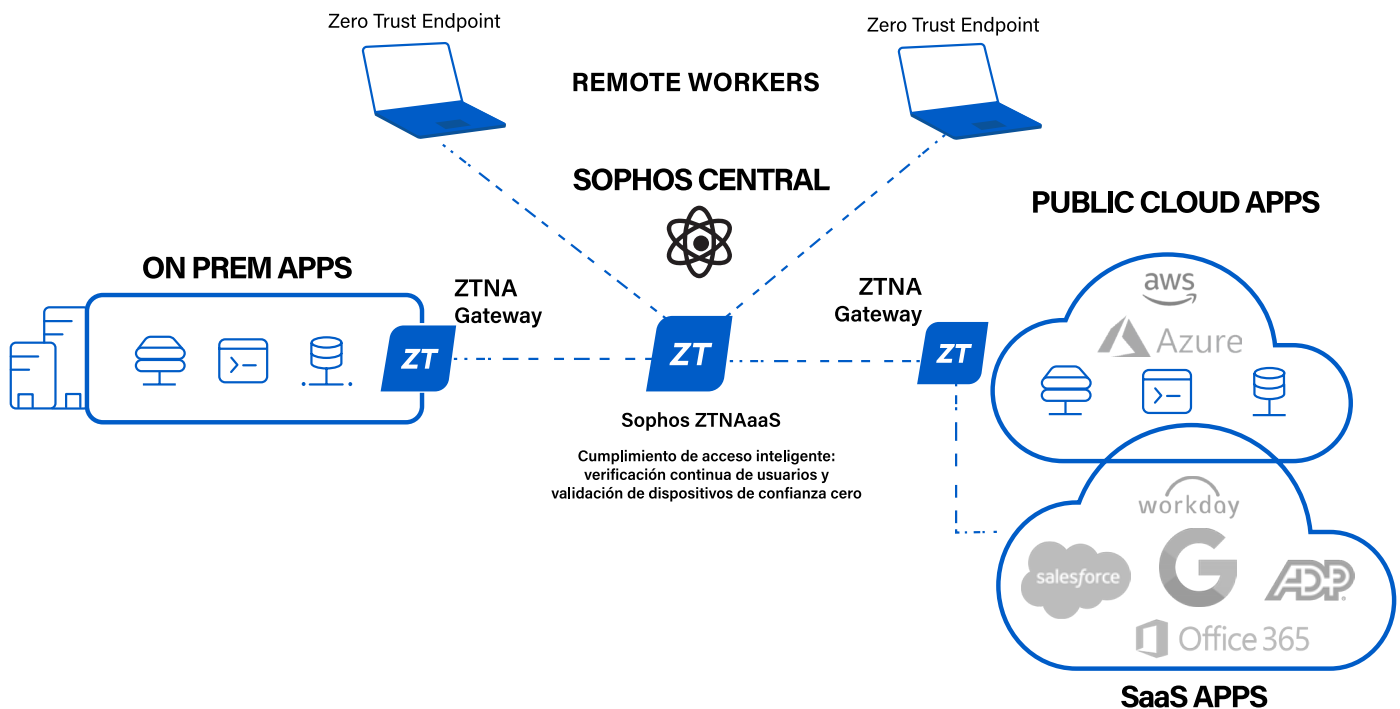 Zero Trust Endpoint
Zero Trust Endpoint
REMOTE WORKERS
SOPHOS CENTRAL
PUBLIC CLOUD APPS
ON PREM APPS
ZTNA
Gateway
ZTNA
Gateway
aws
Azure
ZT
ZT
ZT
Sophos ZTNAaaS
Cumplimiento de acceso inteligente:
verificación continua de usuarios y
validación de dispositivos de confianza cero
workday
salesforce
G
ADP
Office 365
SaaS APPS